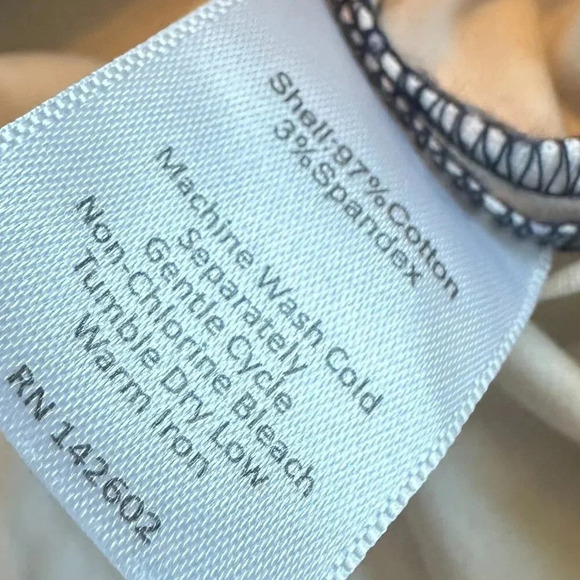 Shell:97%Cotton
3%Spandex
Machine Wash Cold
Separately
Gentle Cycle
Non-Chlorine Bleach
Tumble Dry Low
Warm Iron
RN 142602